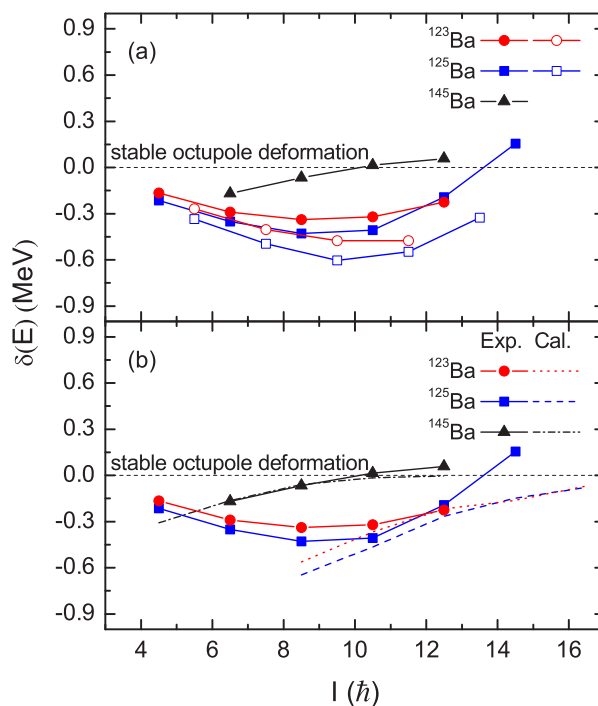 0.9
(a)
¹²³Ba
0.6
¹²⁵Ba
¹⁴⁵Ba
0.3
stable octupole deformation
0.0
-0.3
-0.6
-0.9
δ(E) (MeV)
0.9
(b)
Exp. Cal.
¹²³Ba
0.6
¹²⁵Ba
0.3
¹⁴⁵Ba
stable octupole deformation
0.0
-0.3
-0.6
-0.9
4 6 8 10 12 14 16
I (ħ)